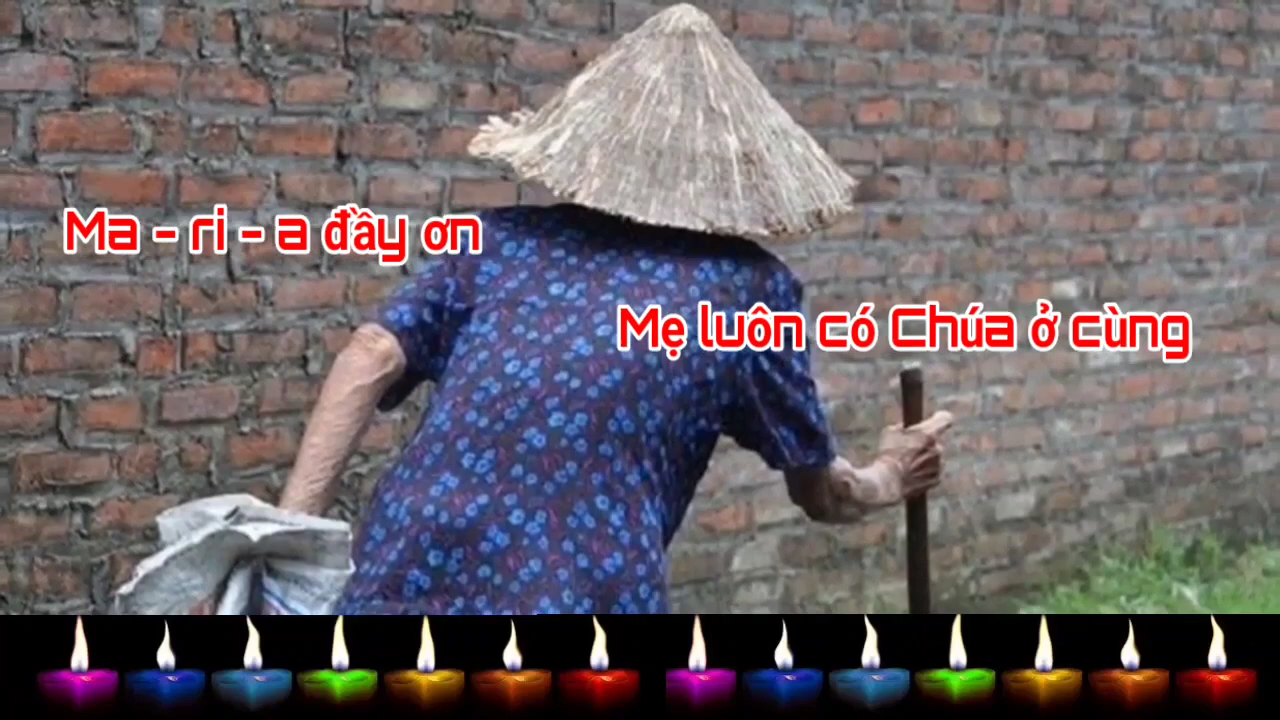 Ma - ri - a đầy ơn
Mẹ luôn có Chúa ở cùng